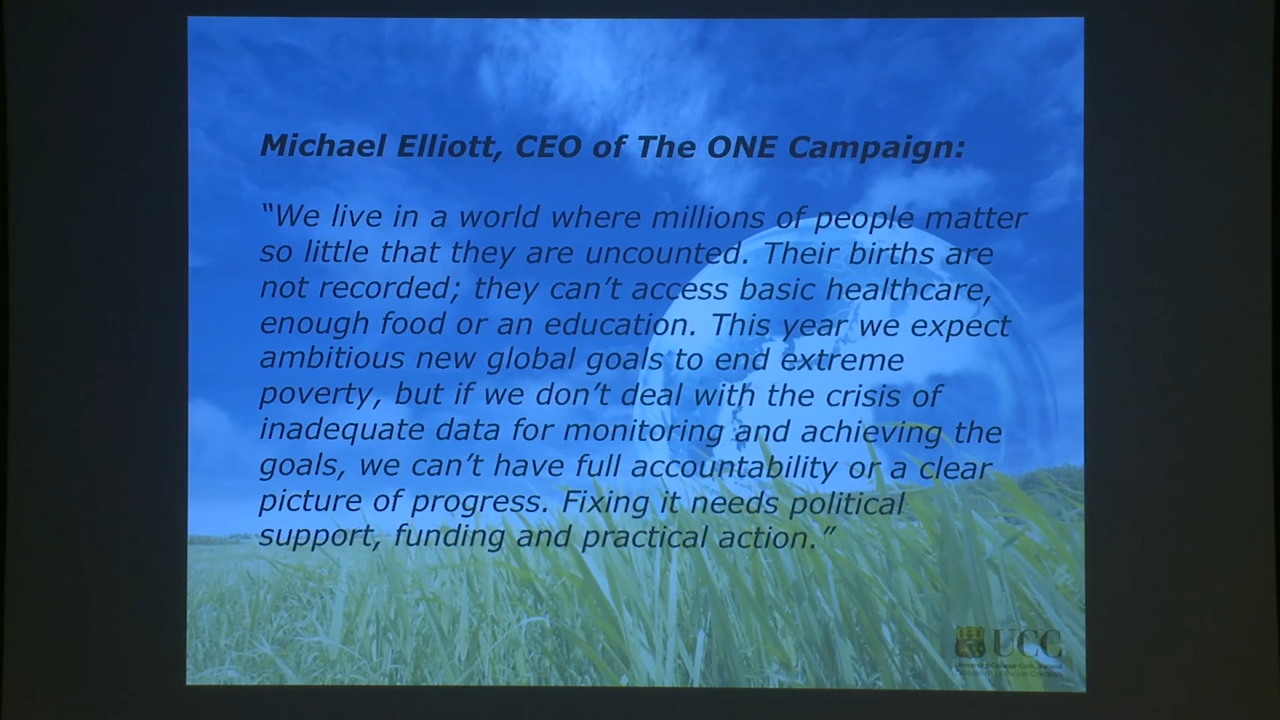 Michael Elliott, CEO of The ONE Campaign:
“We live in a world where millions of people matter
so little that they are uncounted. Their births are
not recorded; they can’t access basic healthcare,
enough food or an education. This year we expect
ambitious new global goals to end extreme
poverty, but if we don’t deal with the crisis of
inadequate data for monitoring and achieving the
goals, we can’t have full accountability or a clear
picture of progress. Fixing it needs political
support, funding and practical action.”
UCC
University College Cork, Ireland